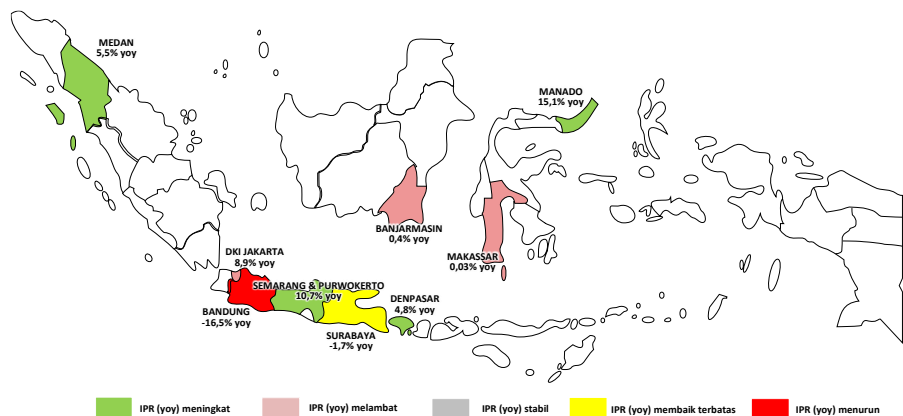 MEDAN
5,5% yoy
MANADO
15,1% yoy
BANJARMASIN
0,4% yoy
MAKASSAR
0,03% yoy
DKI JAKARTA
8,9% yoy
SEMARANG & PURWOKERTO
10,7% yoy
DENPASAR
4,8% yoy
BANDUNG
-16,5% yoy
SURABAYA
-1,7% yoy
IPR (yoy) meningkat
IPR (yoy) melambat
IPR (yoy) stabil
IPR (yoy) membaik terbatas
IPR (yoy) menurun